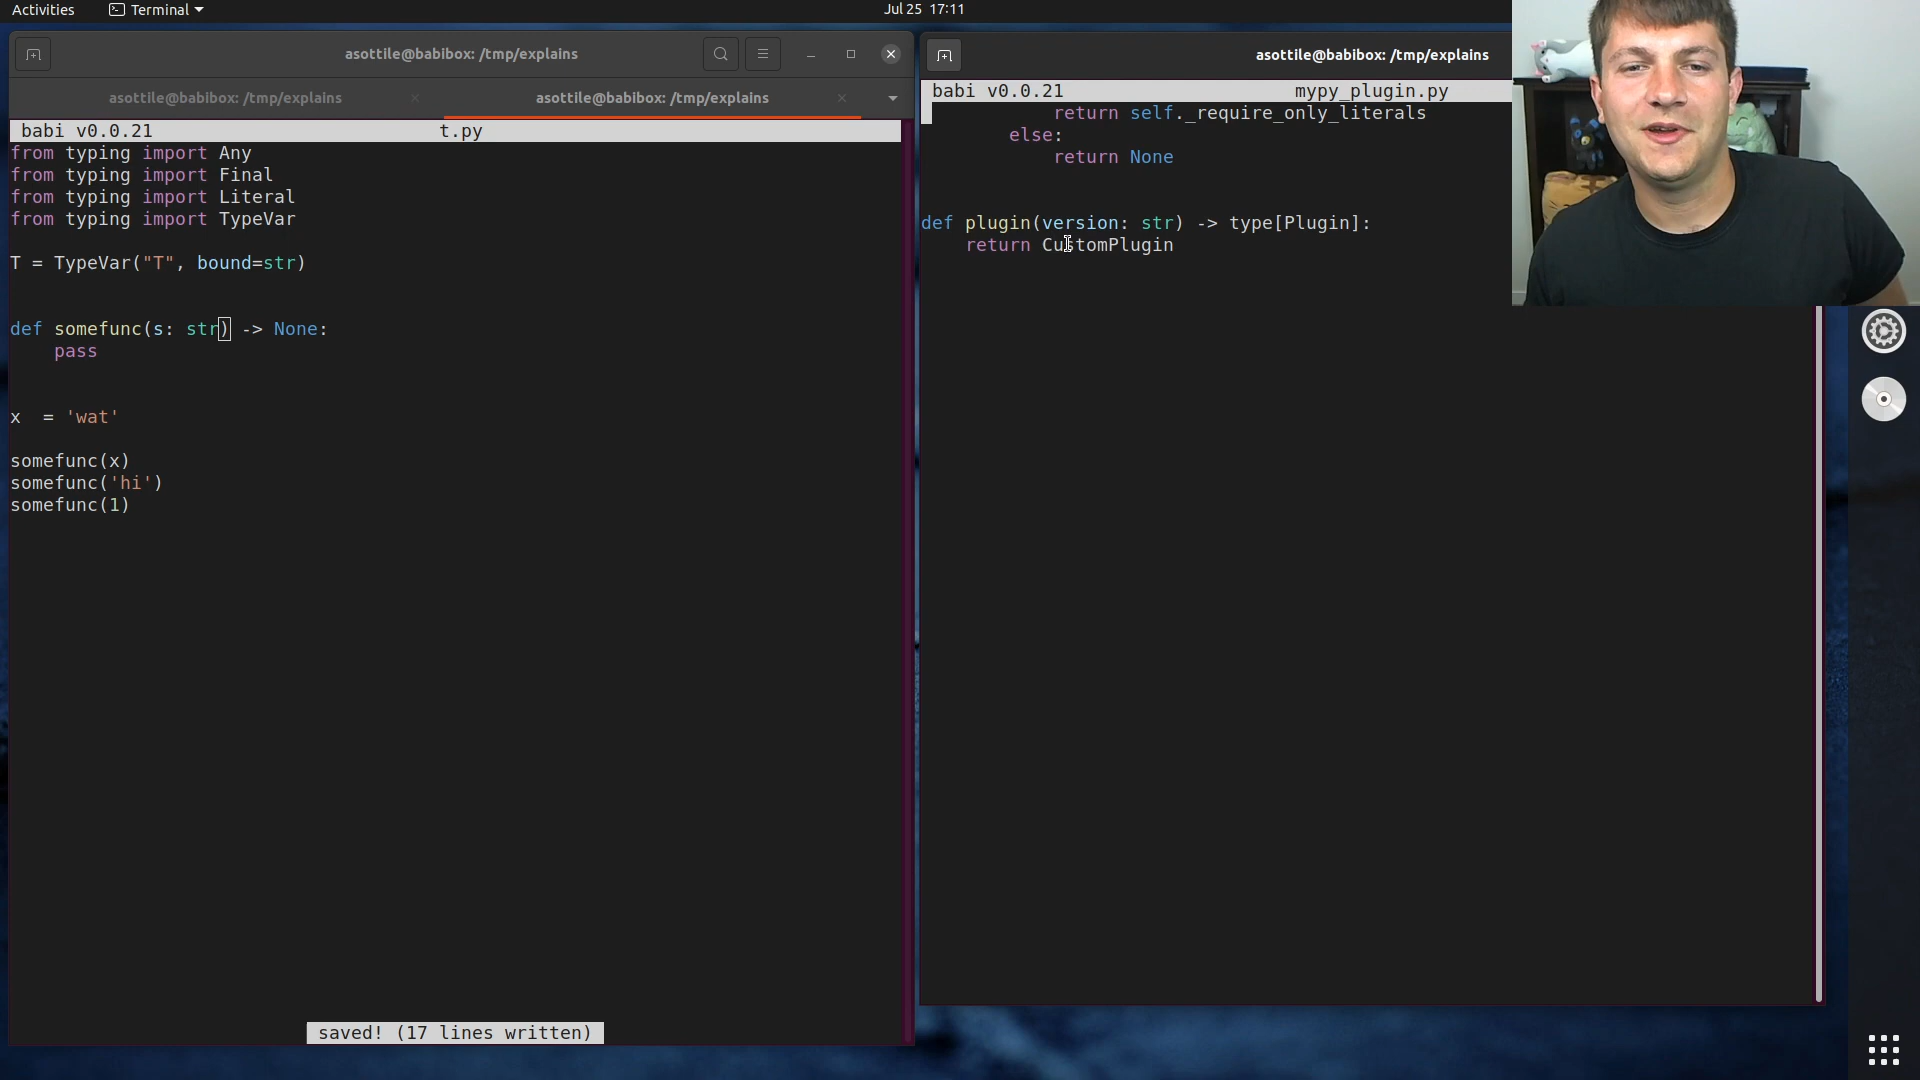 Activities
Terminal
Jul 25 17:11
asottile@babibox: /tmp/explains
asottile@babibox: /tmp/explains
asottile@babibox: /tmp/explains
babi v0.0.21 t.py
from typing import Any
from typing import Final
from typing import Literal
from typing import TypeVar
T = TypeVar("T", bound=str)
def somefunc(s: str) -> None:
    pass
x  = 'wat'
somefunc(x)
somefunc('hi')
somefunc(1)
saved! (17 lines written)
asottile@babibox: /tmp/explains
babi v0.0.21 mypy_plugin.py
            return self._require_only_literals
        else:
            return None
def plugin(version: str) -> type[Plugin]:
    return CustomPlugin